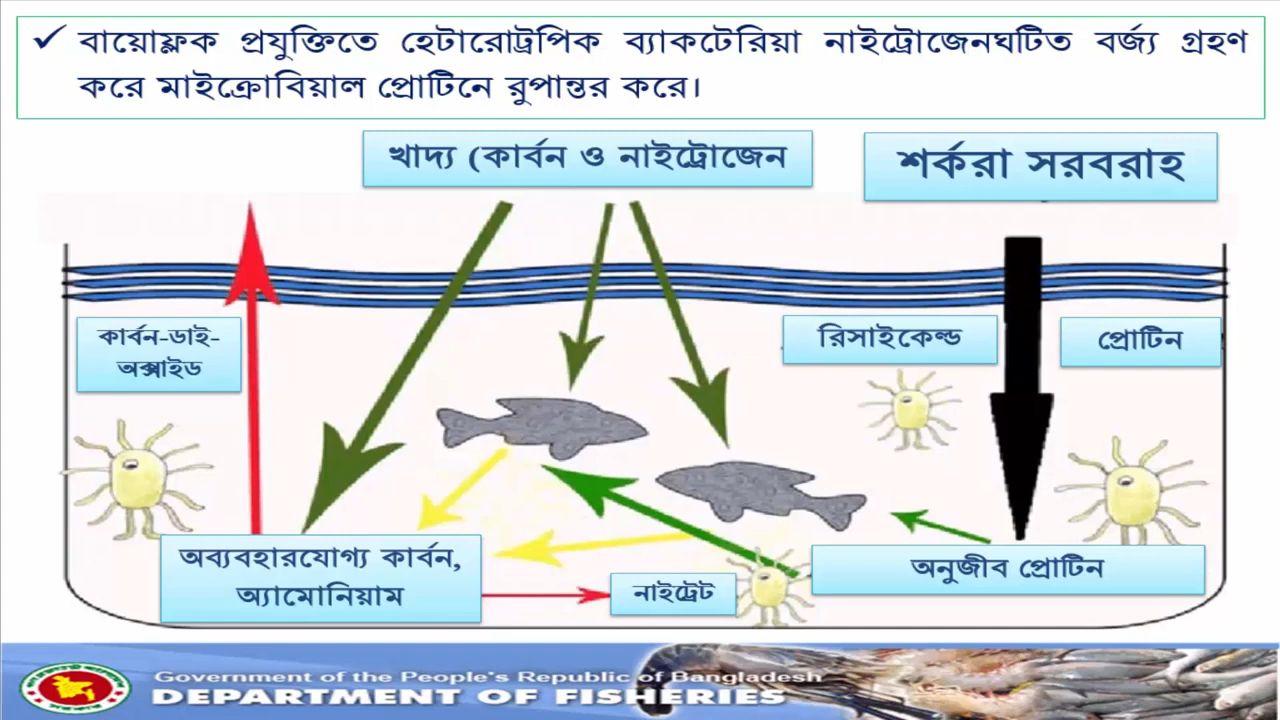 ✓ বায়োফ্লক প্রযুক্তিতে হেটারোট্রপিক ব্যাকটেরিয়া নাইট্রোজেনঘটিত বর্জ্য গ্রহণ
করে মাইক্রোবিয়াল প্রোটিনে রুপান্তর করে।
খাদ্য (কার্বন ও নাইট্রোজেন
শর্করা সরবরাহ
কার্বন-ডাই-
অক্সাইড
রিসাইকেল্ড
প্রোটিন
অব্যবহারযোগ্য কার্বন,
অ্যামোনিয়াম
নাইট্রেট
অনুজীব প্রোটিন
Government of the People's Republic of Bangladesh
DEPARTMENT OF FISHERIES